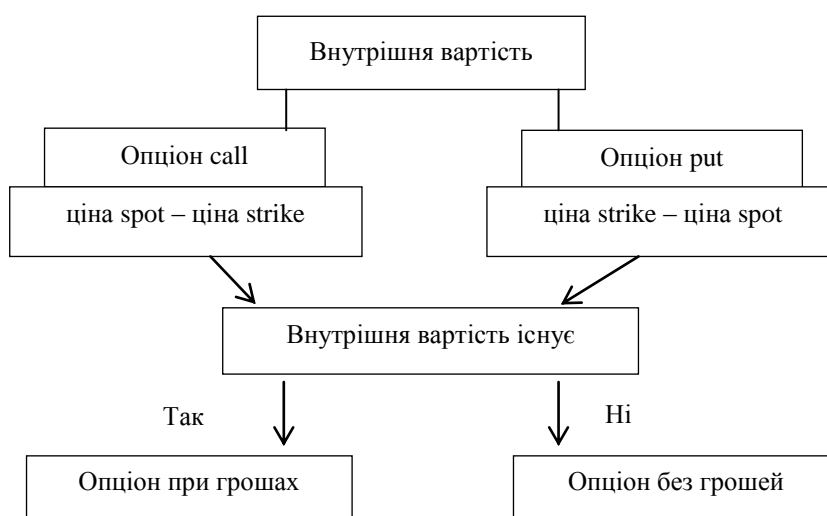 Внутрішня вартість
Опціон call
Опціон put
ціна spot – ціна strike
ціна strike – ціна spot
Внутрішня вартість існує
Так
Ні
Опціон при грошах
Опціон без грошей